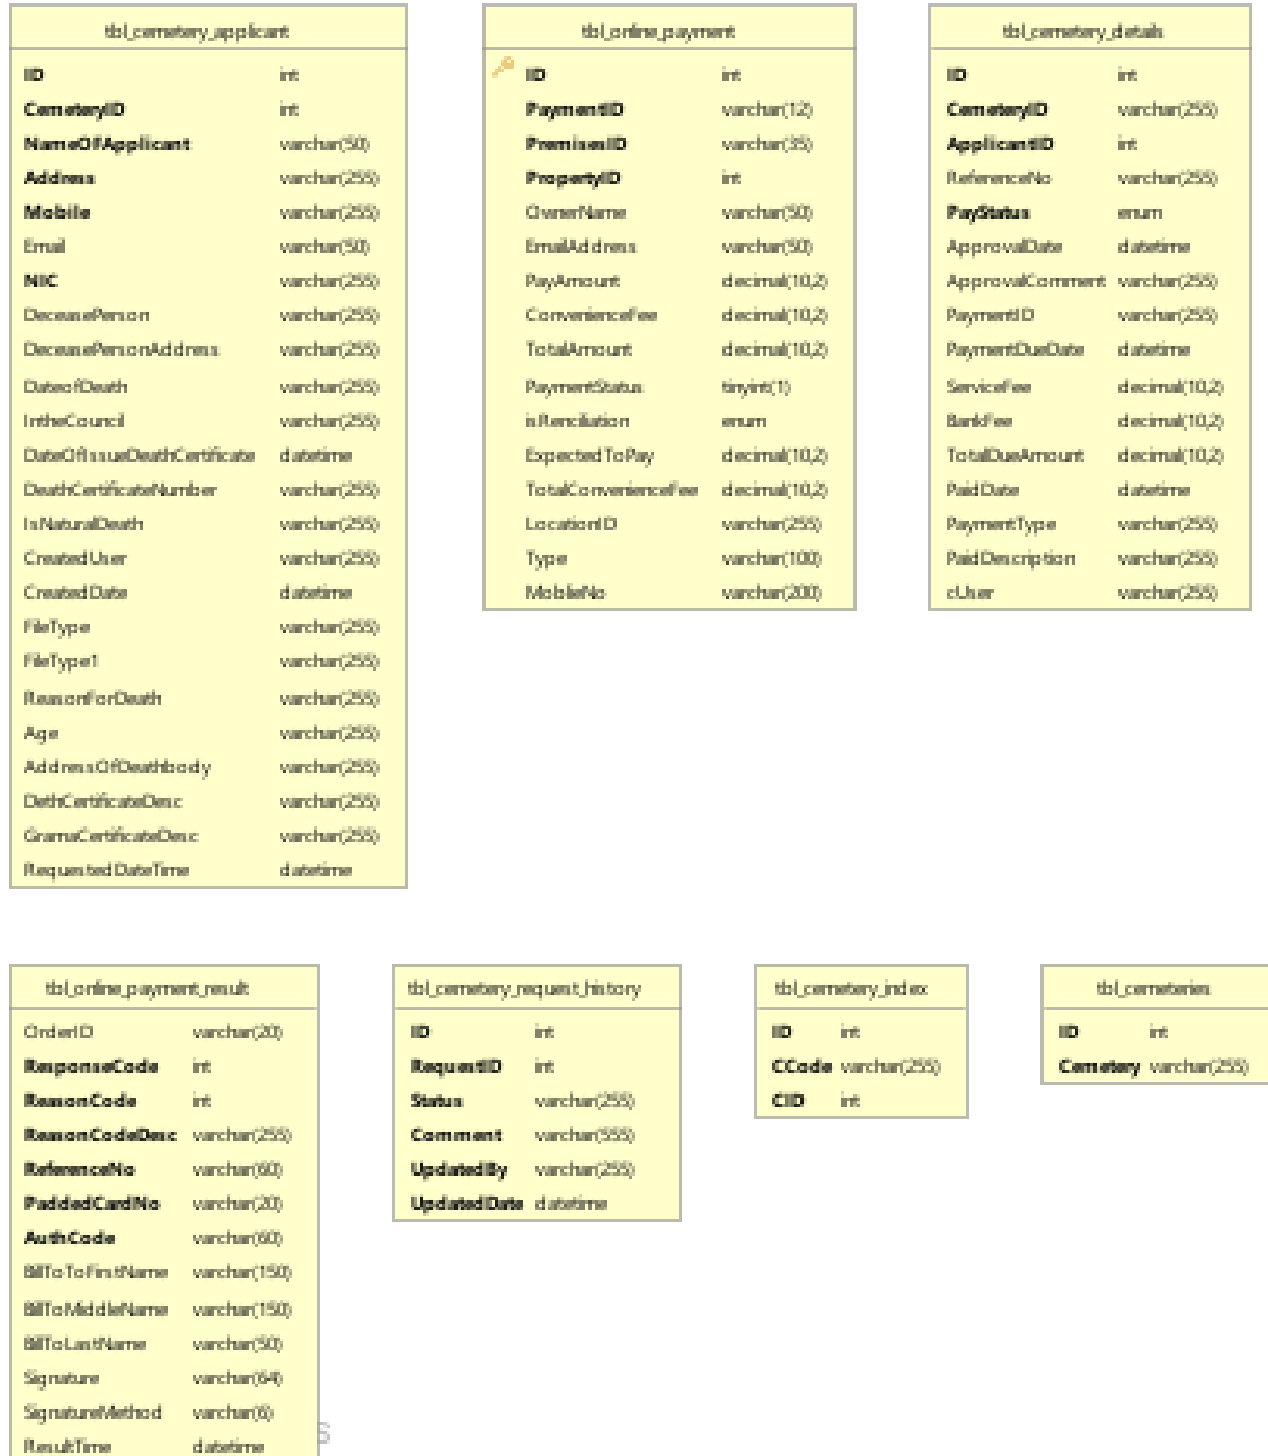 tbl_cemetery_applicant
ID int
CemeteryID int
NameOfApplicant varchar(50)
Address varchar(255)
Mobile varchar(255)
Email varchar(50)
NIC varchar(255)
DeceasePerson varchar(255)
DeceasePersonAddress varchar(255)
DateofDeath varchar(255)
IntheCouncil varchar(255)
DateOfIssueDeathCertificate datetime
DeathCertificateNumber varchar(255)
IsNaturalDeath varchar(255)
CreatedUser varchar(255)
CreatedDate datetime
FileType varchar(255)
FileType1 varchar(255)
ReasonForDeath varchar(255)
Age varchar(255)
AddressOfDeathbody varchar(255)
DethCertificateDesc varchar(255)
GramaCertificateDesc varchar(255)
RequestedDateTime datetime
tbl_online_payment
ID int
PaymentID varchar(12)
PremisesID varchar(35)
PropertyID int
OwnerName varchar(50)
EmailAddress varchar(50)
PayAmount decimal(10,2)
ConvenienceFee decimal(10,2)
TotalAmount decimal(10,2)
PaymentStatus tinyint(1)
isRenciliation enum
ExpectedToPay decimal(10,2)
TotalConvenienceFee decimal(10,2)
LocationID varchar(255)
Type varchar(100)
MoblieNo varchar(200)
tbl_cemetery_details
ID int
CemeteryID varchar(255)
ApplicantID int
ReferenceNo varchar(255)
PayStatus enum
ApprovalDate datetime
ApprovalComment varchar(255)
PaymentID varchar(255)
PaymentDueDate datetime
ServiceFee decimal(10,2)
BankFee decimal(10,2)
TotalDueAmount decimal(10,2)
PaidDate datetime
PaymentType varchar(255)
PaidDescription varchar(255)
cUser varchar(255)
tbl_online_payment_result
OrderID varchar(20)
ResponseCode int
ReasonCode int
ReasonCodeDesc varchar(255)
ReferenceNo varchar(60)
PaddedCardNo varchar(20)
AuthCode varchar(60)
BillToToFirstName varchar(150)
BillToMiddleName varchar(150)
BillToLastName varchar(50)
Signature varchar(64)
SignatureMethod varchar(6)
ResultTime datetime
tbl_cemetery_request_history
ID int
RequestID int
Status varchar(255)
Comment varchar(555)
UpdatedBy varchar(255)
UpdatedDate datetime
tbl_cemetery_index
ID int
CCode varchar(255)
CID int
tbl_cemeteries
ID int
Cemetery varchar(255)